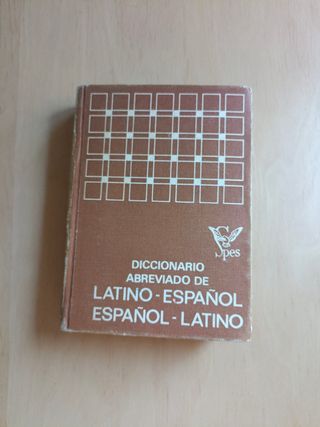 Spes
DICCIONARIO
ABREVIADO DE
LATINO - ESPAÑOL
ESPAÑOL - LATINO